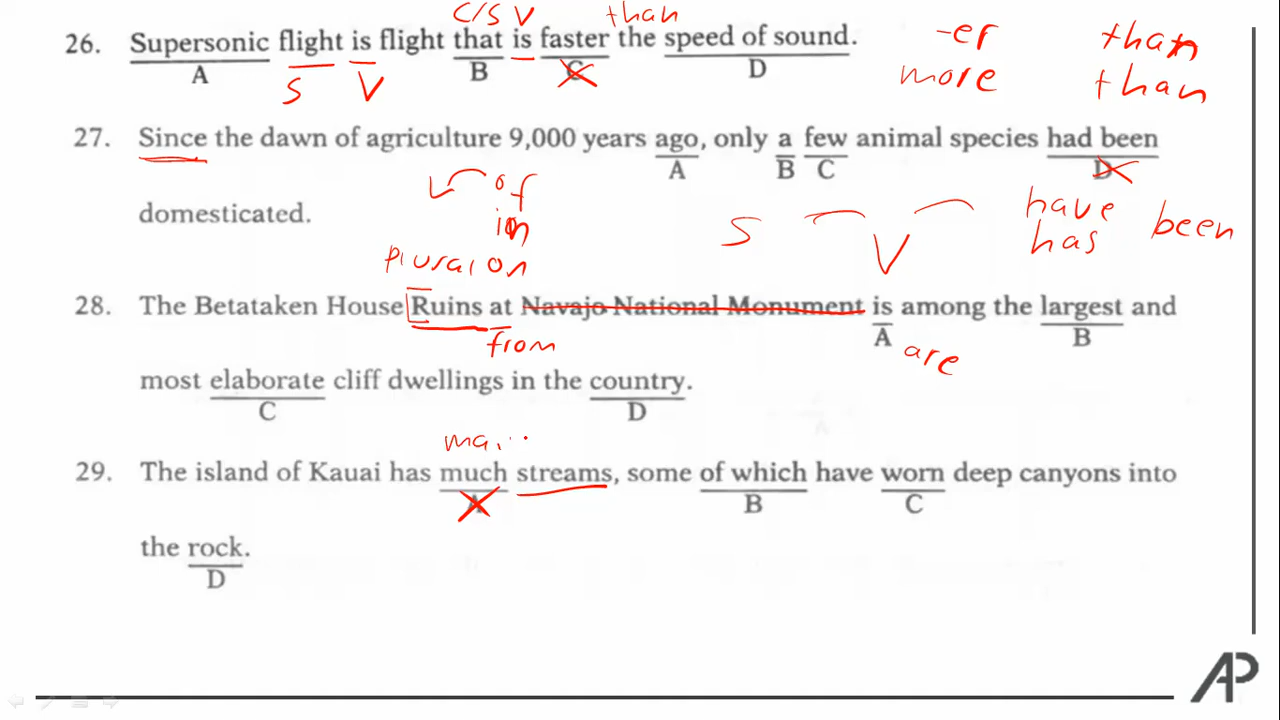 C/S V than
26. Supersonic flight is flight that is faster the speed of sound. -er than
A B C D
S V more than
27. Since the dawn of agriculture 9,000 years ago, only a few animal species had been
A B C D
of
domesticated. in S V have has been
plural on
28. The Betataken House Ruins at Navajo National Monument is among the largest and
from A are B
most elaborate cliff dwellings in the country.
C D
29. The island of Kauai has much streams, some of which have worn deep canyons into
A B C
the rock.
D
AP